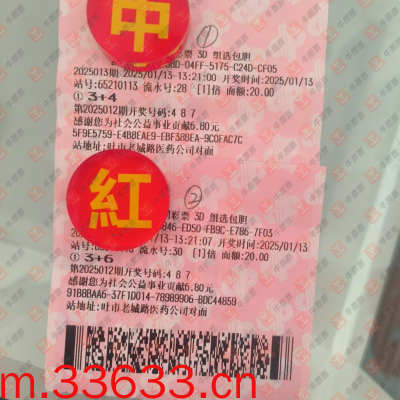 甲
①
彩票 3D 组选包胆
04FF-5175-C24D-CF05
2025013期 2025/01/13-13:21:00 开奖时间:2025/01/13
站号:65210113 流水号:28 [1]倍 面额:20.00
① 3+4
第2025012期开奖号码:4 8 7
感谢您为社会公益事业贡献6.80元
5F9E5759-E4B8EAE9-EBF3BBEA-9C0FAC7C
站地址:吐市老城路医药公司对面
紅
②
彩票 3D 组选包胆
B46-ED50-FB9C-E7B6-7F03
13-13:21:07 开奖时间:2025/01/13
流水号:30 [1]倍 面额:20.00
① 3+6
第2025012期开奖号码:4 8 7
感谢您为社会公益事业贡献6.80元
91B8BAA6-37F1D014-78989906-BDC44859
站地址:吐市老城路医药公司对面
m.33633.cn